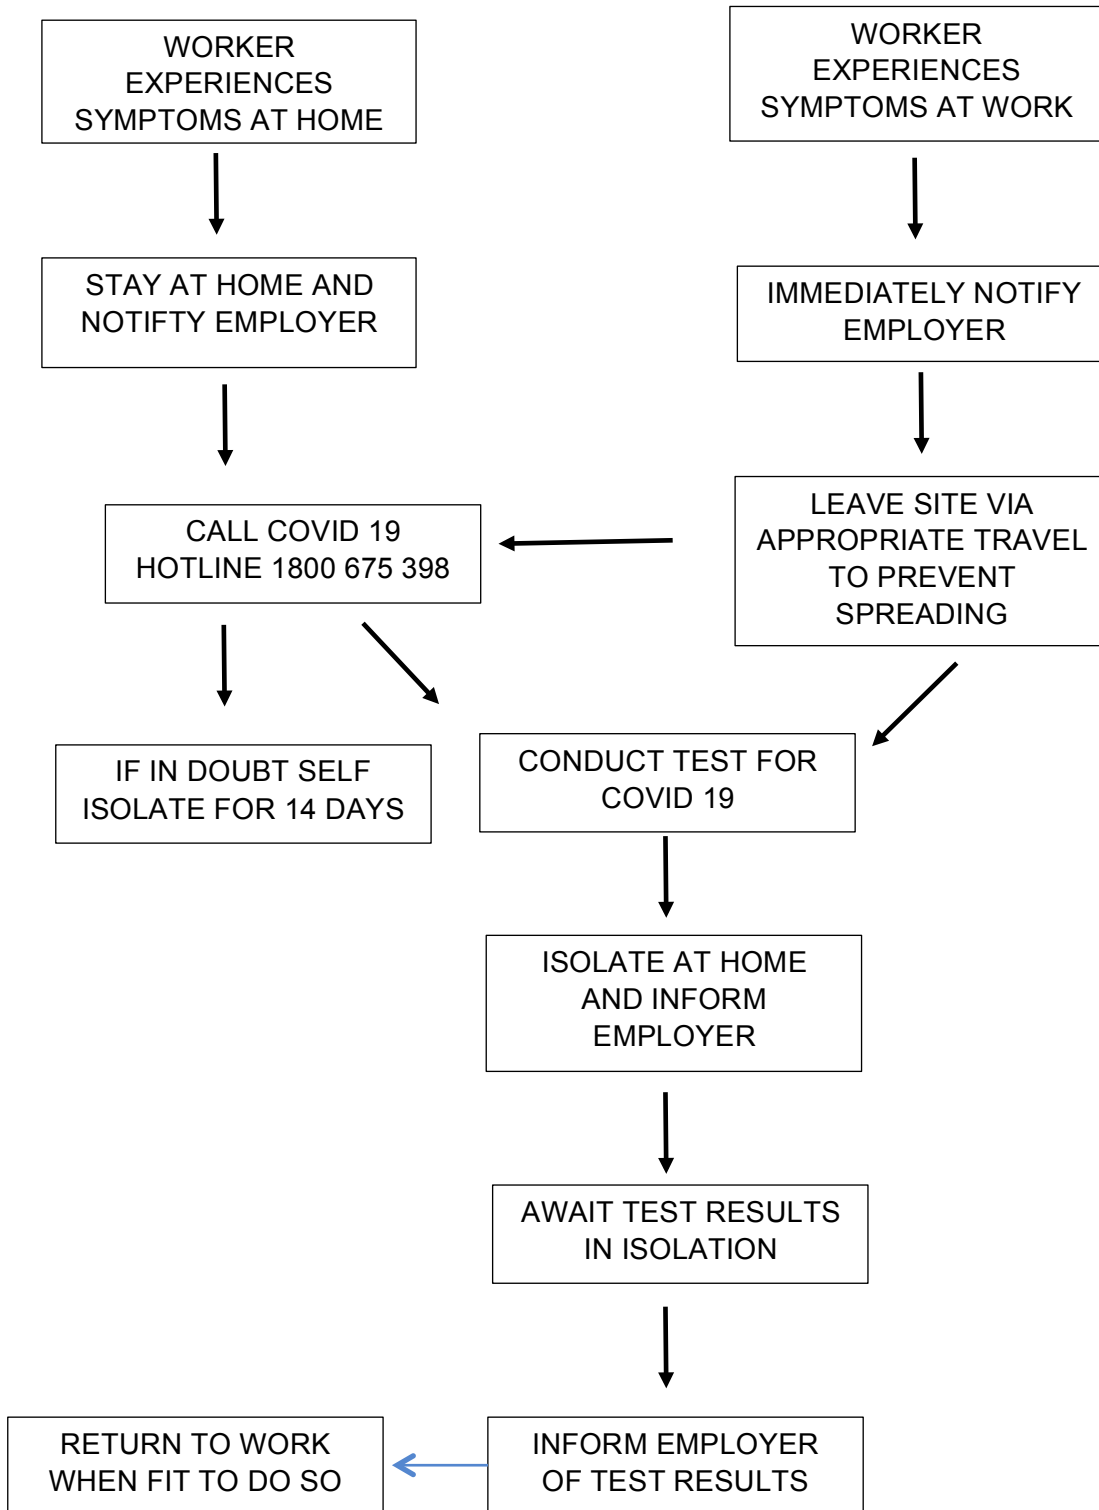 WORKER
EXPERIENCES
SYMPTOMS AT HOME
WORKER
EXPERIENCES
SYMPTOMS AT WORK
STAY AT HOME AND
NOTIFTY EMPLOYER
IMMEDIATELY NOTIFY
EMPLOYER
CALL COVID 19
HOTLINE 1800 675 398
LEAVE SITE VIA
APPROPRIATE TRAVEL
TO PREVENT
SPREADING
IF IN DOUBT SELF
ISOLATE FOR 14 DAYS
CONDUCT TEST FOR
COVID 19
ISOLATE AT HOME
AND INFORM
EMPLOYER
AWAIT TEST RESULTS
IN ISOLATION
RETURN TO WORK
WHEN FIT TO DO SO
INFORM EMPLOYER
OF TEST RESULTS